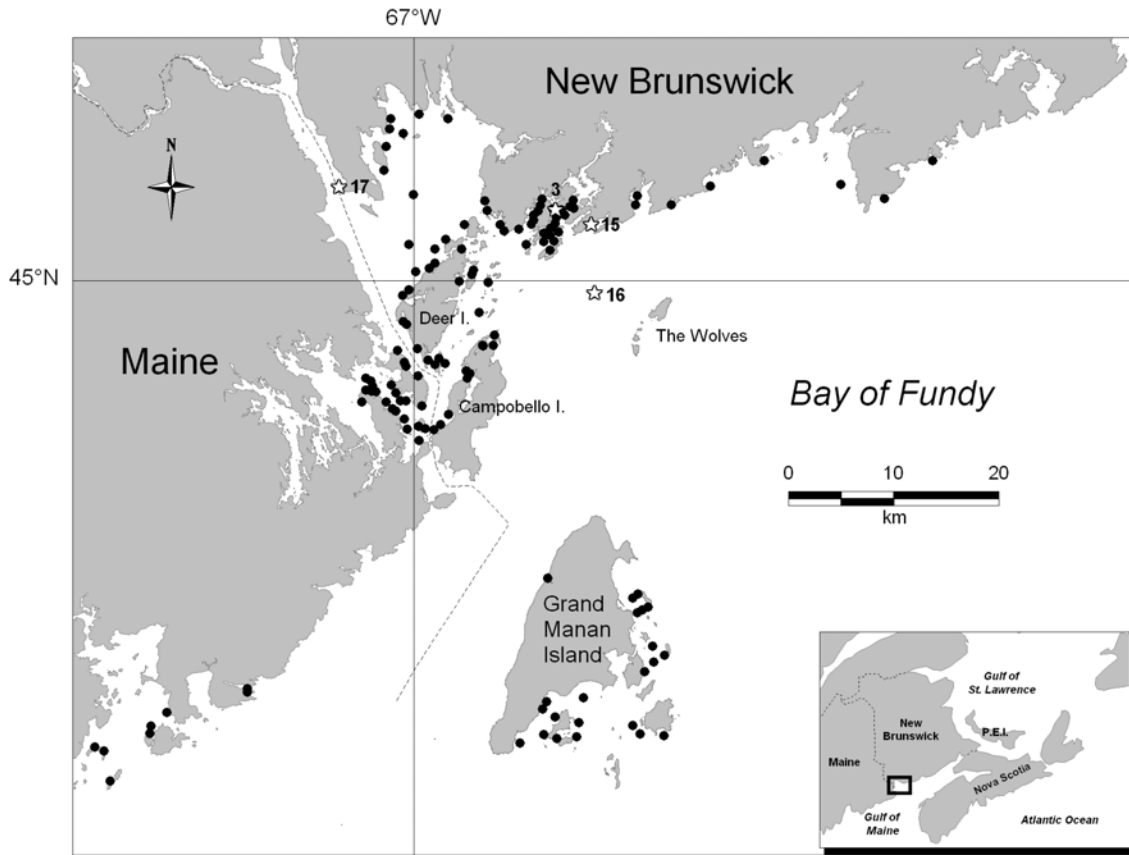 67°W
New Brunswick
N
17
3
15
45°N
16
Deer I.
The Wolves
Maine
Bay of Fundy
Campobello I.
0 10 20
km
Grand
Manan
Island
Gulf of
St. Lawrence
New
Brunswick
P.E.I.
Maine
Nova Scotia
Gulf of
Maine
Atlantic Ocean